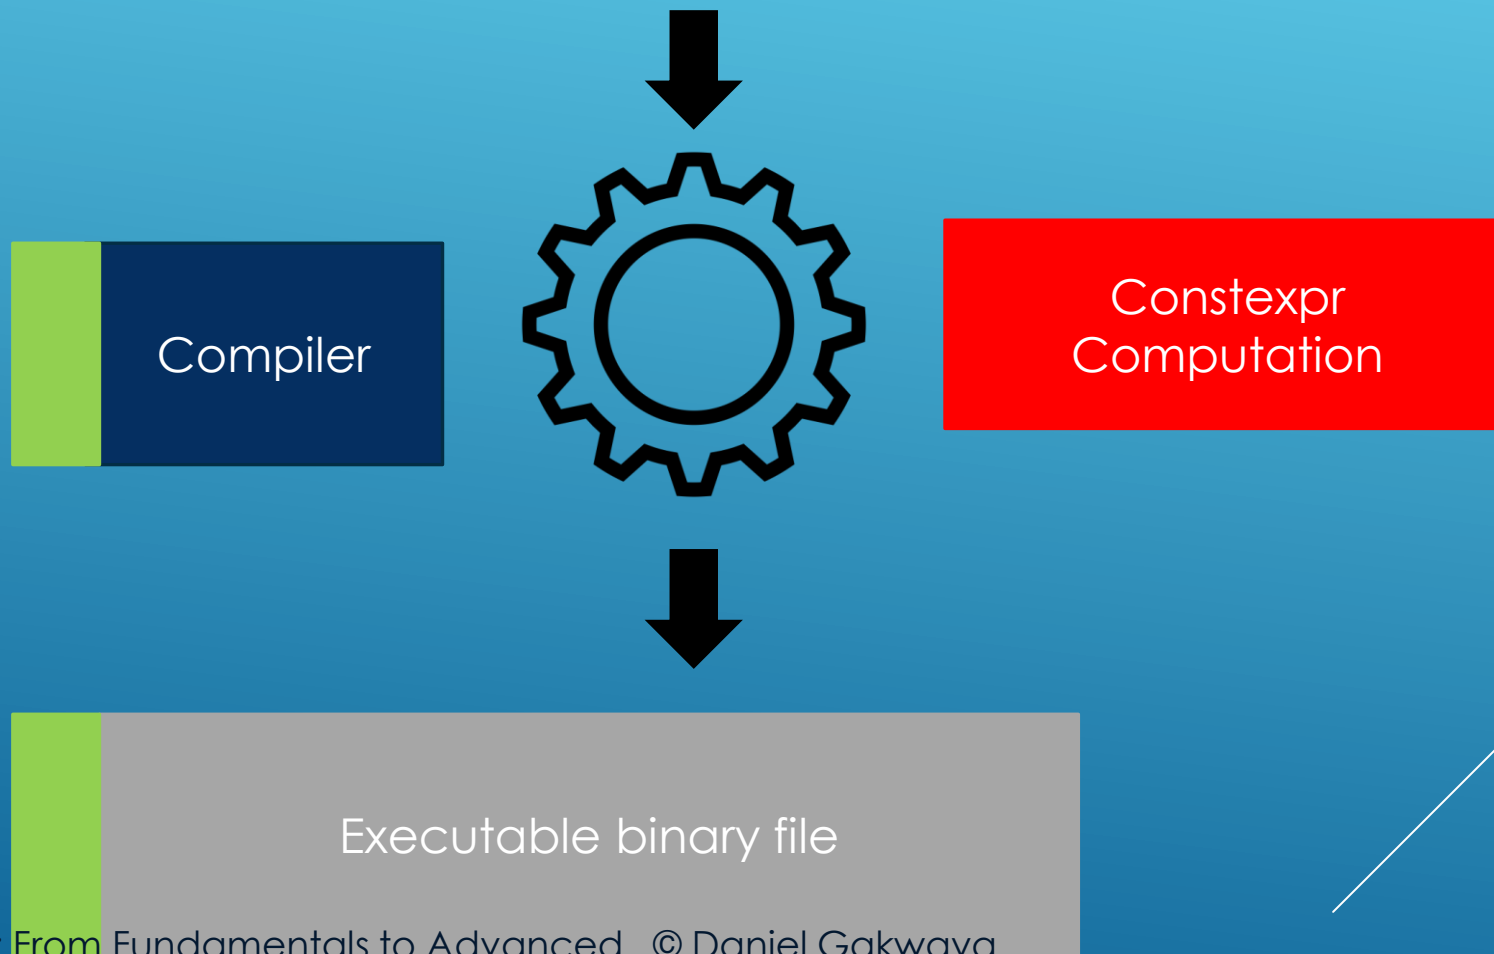 Compiler
Constexpr
Computation
Executable binary file
From Fundamentals to Advanced © Daniel Gakwaya